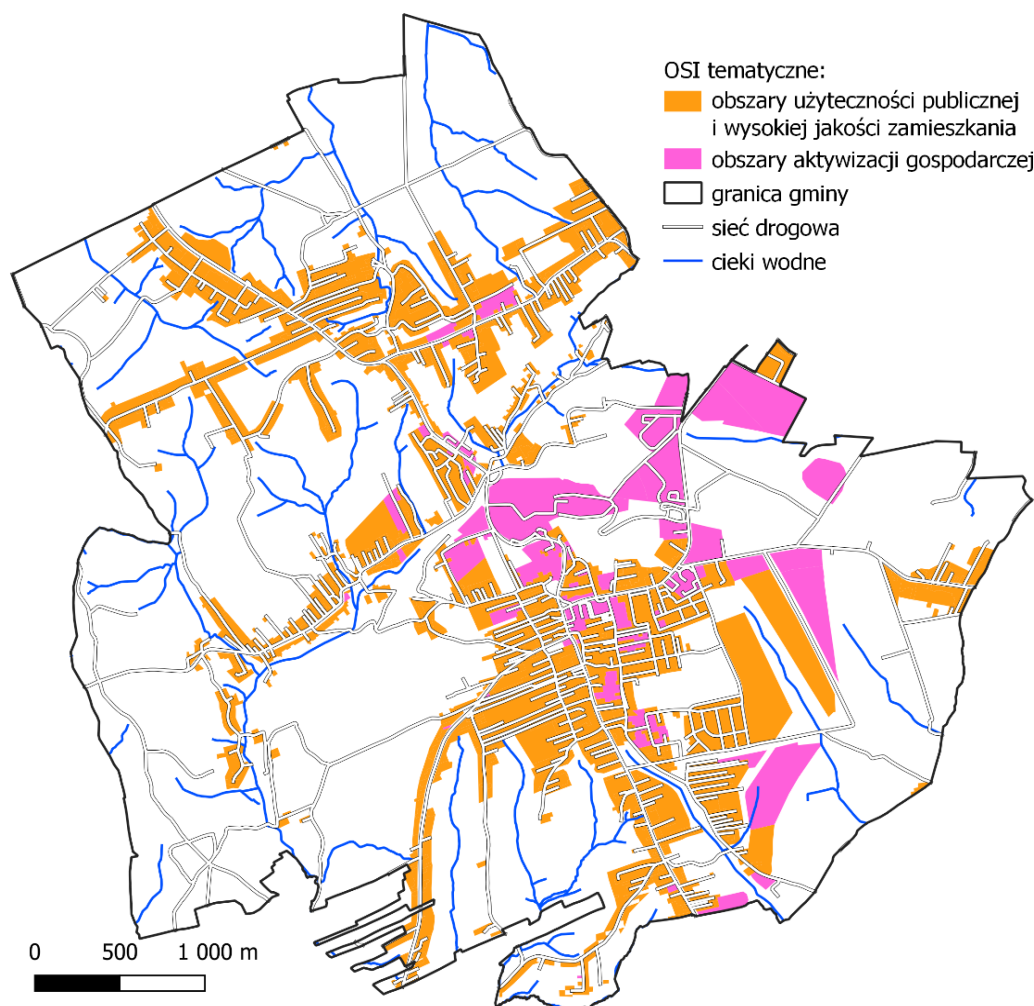 OSI tematyczne:
obszary użyteczności publicznej
i wysokiej jakości zamieszkania
obszary aktywizacji gospodarczej
granica gminy
sieć drogowa
cieki wodne
0 500 1 000 m